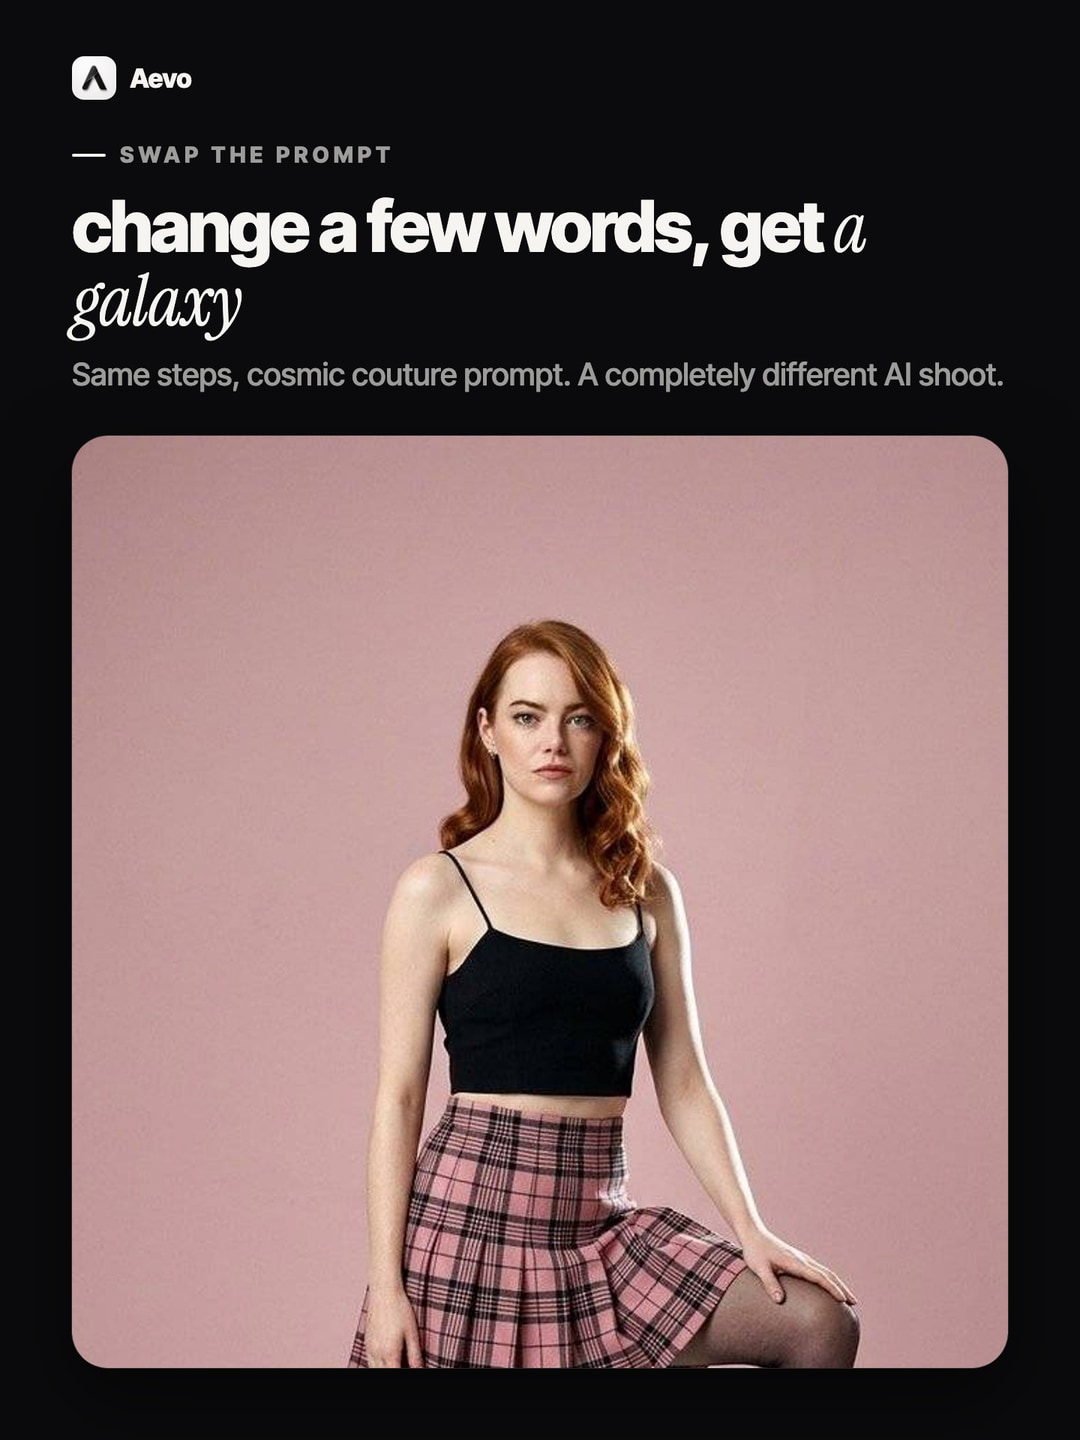 Aevo
— SWAP THE PROMPT
change a few words, get a
galaxy
Same steps, cosmic couture prompt. A completely different AI shoot.